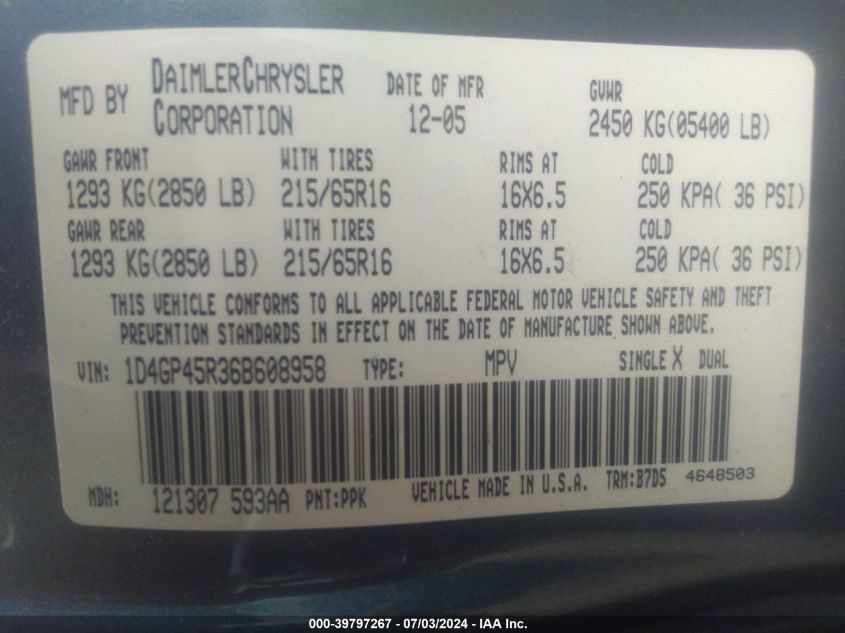 MFD BY DAIMLERCHRYSLER CORPORATION DATE OF MFR 12-05 GVWR 2450 KG(05400 LB)
GAWR FRONT WITH TIRES RIMS AT COLD
1293 KG(2850 LB) 215/65R16 16X6.5 250 KPA( 36 PSI)
GAWR REAR WITH TIRES RIMS AT COLD
1293 KG(2850 LB) 215/65R16 16X6.5 250 KPA( 36 PSI)
THIS VEHICLE CONFORMS TO ALL APPLICABLE FEDERAL MOTOR VEHICLE SAFETY AND THEFT
PREVENTION STANDARDS IN EFFECT ON THE DATE OF MANUFACTURE SHOWN ABOVE.
VIN: 1D4GP45R36B608958 TYPE: MPV SINGLE X DUAL
MDH: 121307 593AA PNT:PPK VEHICLE MADE IN U.S.A. TRM:B7D5 4648503
000-39797267 - 07/03/2024 - IAA Inc.